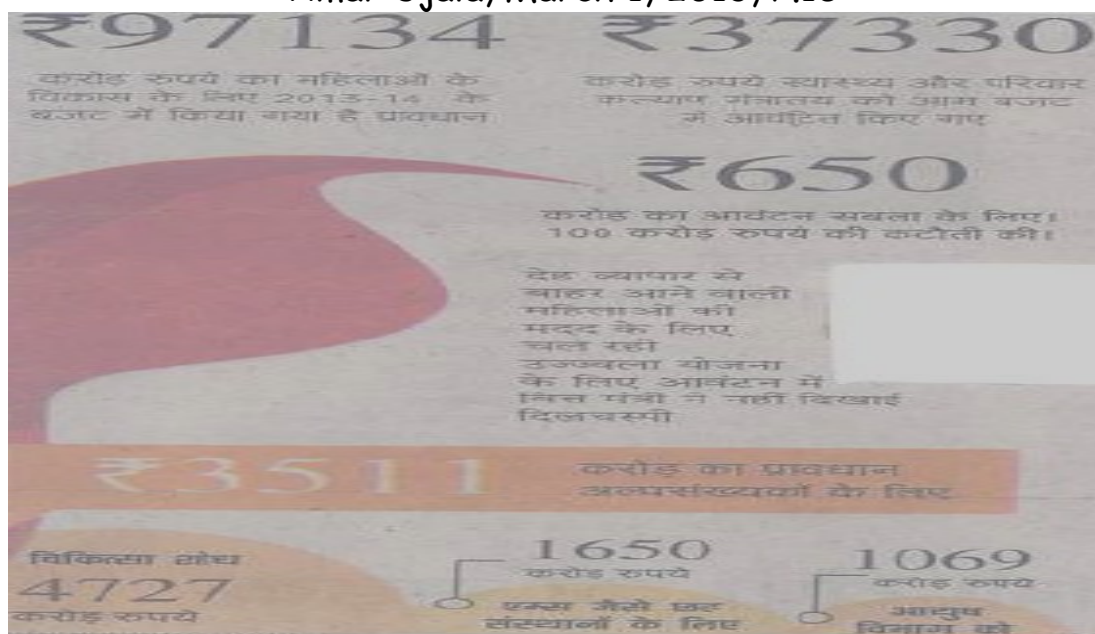 Amar Ujala/March 1, 2013/P.15
₹97134
करोड़ रुपये का महिलाओं के
विकास के लिए 2013-14 के
बजट में किया गया है प्रावधान
₹37330
करोड़ रुपये स्वास्थ्य और परिवार
कल्याण मंत्रालय को आम बजट
में आवंटित किए गए
₹650
करोड़ का आवंटन सबला के लिए।
100 करोड़ रुपये की कटौती की।
देह व्यापार से
बाहर आने वाली
महिलाओं की
मदद के लिए
चल रही
उज्ज्वला योजना
के लिए आवंटन में
वित्त मंत्री ने नहीं दिखाई
दिलचस्पी
₹3511
करोड़ का प्रावधान
अल्पसंख्यकों के लिए
चिकित्सा शोध
4727
करोड़ रुपये
1650
करोड़ रुपये
एम्स जैसे छह
संस्थानों के लिए
1069
करोड़ रुपये
आयुष
विभाग को